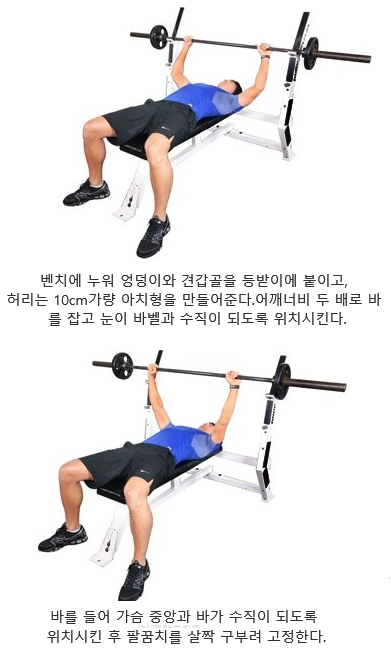 벤치에 누워 엉덩이와 견갑골을 등받이에 붙이고,
허리는 10cm가량 아치형을 만들어준다.어깨너비 두 배로 바
를 잡고 눈이 바벨과 수직이 되도록 위치시킨다.
바를 들어 가슴 중앙과 바가 수직이 되도록
위치시킨 후 팔꿈치를 살짝 구부려 고정한다.